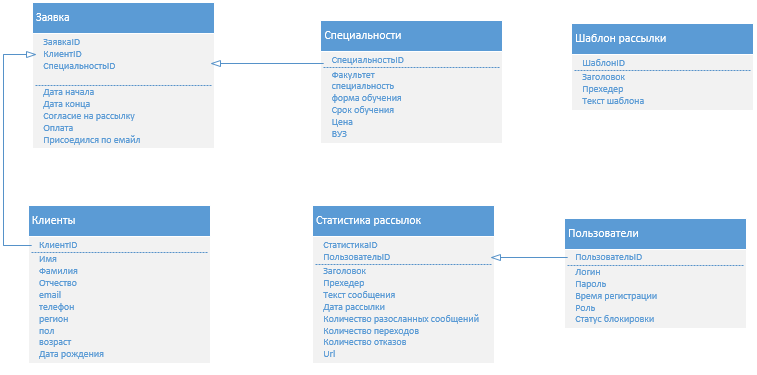 Заявка
ЗаявкаID
КлиентID
СпециальностьID
Дата начала
Дата конца
Согласие на рассылку
Оплата
Присоедился по емайл
Специальности
СпециальностьID
Факультет
специальность
форма обучения
Срок обучения
Цена
ВУЗ
Шаблон рассылки
ШаблонID
Заголовок
Прехедер
Текст шаблона
Клиенты
КлиентID
Имя
Фамилия
Отчество
email
телефон
регион
пол
возраст
Дата рождения
Статистика рассылок
СтатистикаID
ПользовательID
Заголовок
Прехедер
Текст сообщения
Дата рассылки
Количество разосланных сообщений
Количество переходов
Количество отказов
Url
Пользователи
ПользовательID
Логин
Пароль
Время регистрации
Роль
Статус блокировки